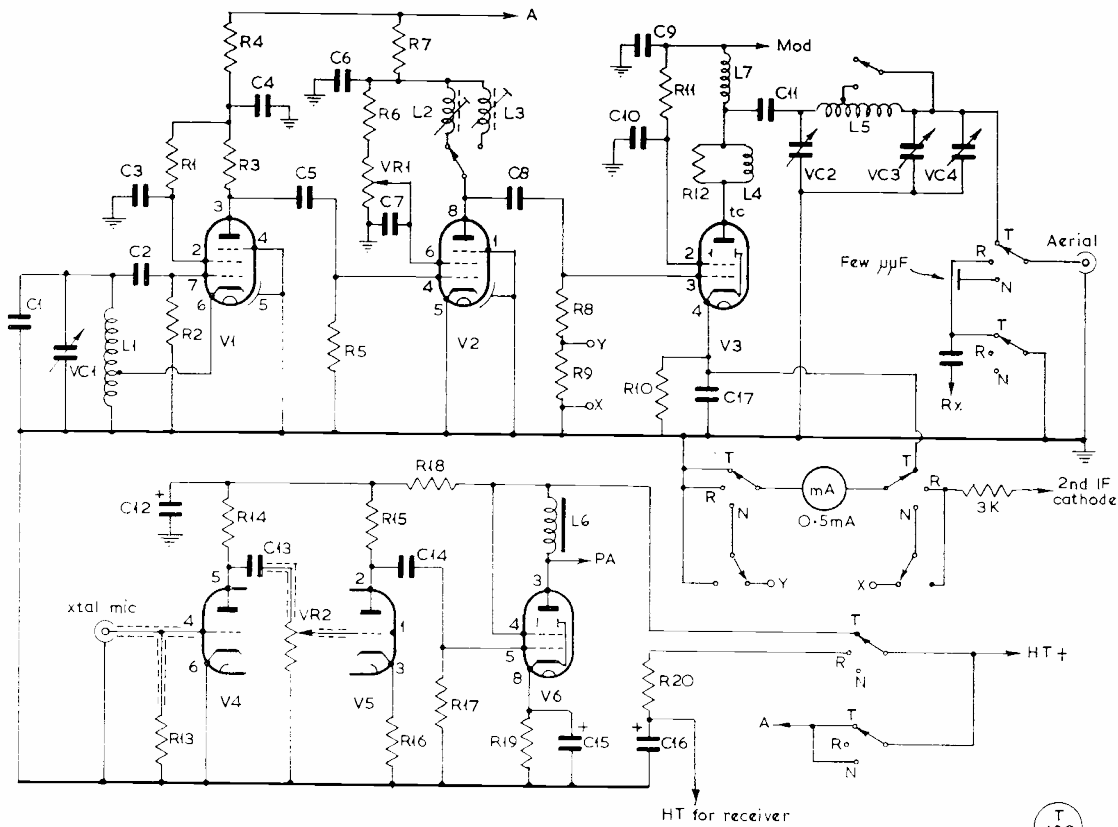 A
R4
R7
C9
Mod
C6
L7
C4
R11
C11
L2
L3
R6
C10
L5
C3
R1
R3
VR1
R12
L4
VC2
VC3
VC4
C5
C8
C7
tc
T
Aerial
3
8
R
C2
2
4
6
1
2
Few µµF
N
7
4
3
C1
6
5
5
4
R8
T
L1
R2
V1
V2
Y
V3
R
VC1
R5
R9
N
R10
C17
Rx
X
R18
T
T
C12
R14
R15
L6
R
mA
R
2nd IF
cathode
N
0·5mA
N
3K
C13
C14
PA
5
2
3
Y
X
xtal mic
4
VR2
1
4
T
6
3
5
HT+
8
R
N
V4
V5
R17
V6
R20
R13
R16
R19
C15
C16
A
T
R
N
HT for receiver
T